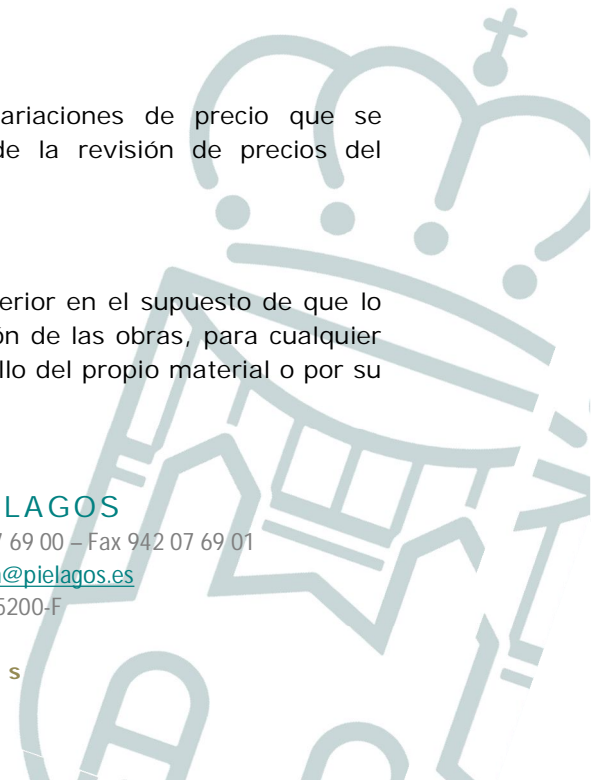 ariaciones de precio que se
de la revisión de precios del
erior en el supuesto de que lo
ón de las obras, para cualquier
llo del propio material o por su
LAGOS
7 69 00 – Fax 942 07 69 01
@pielagos.es
5200-F
s